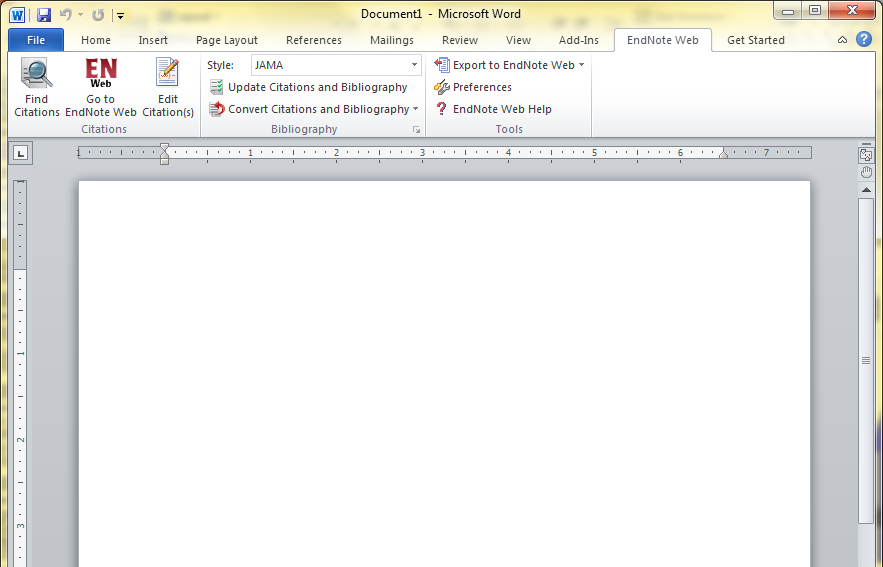 Document1 - Microsoft Word
File Home Insert Page Layout References Mailings Review View Add-Ins EndNote Web Get Started
Find Citations
EN Web
Go to EndNote Web
Edit Citation(s)
Citations
Style: JAMA
Update Citations and Bibliography
Convert Citations and Bibliography
Bibliography
Export to EndNote Web
Preferences
EndNote Web Help
Tools
L
1 1 2 3 4 5 6 7
1
2
3